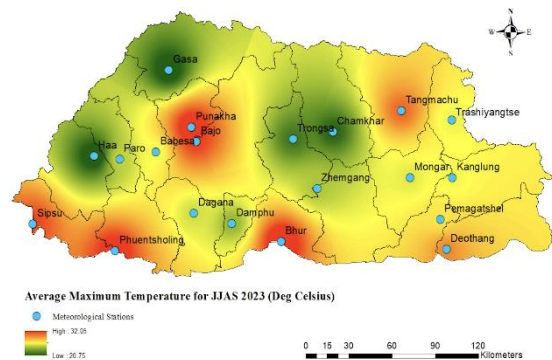 N
W E
S
Gasa
Punakha
Bajo
Tangmachu
Trashiyangtse
Trongsa
Chamkhar
Haa
Paro
Babesa
Zhemgang
Mongar
Kanglung
Sipsu
Dagana
Damphu
Pemagatshel
Phuentsholing
Bhur
Deothang
Average Maximum Temperature for JJAS 2023 (Deg Celsius)
Meteorological Stations
High : 32.05
Low : 20.75
0 15 30 60 90 120
Kilometers